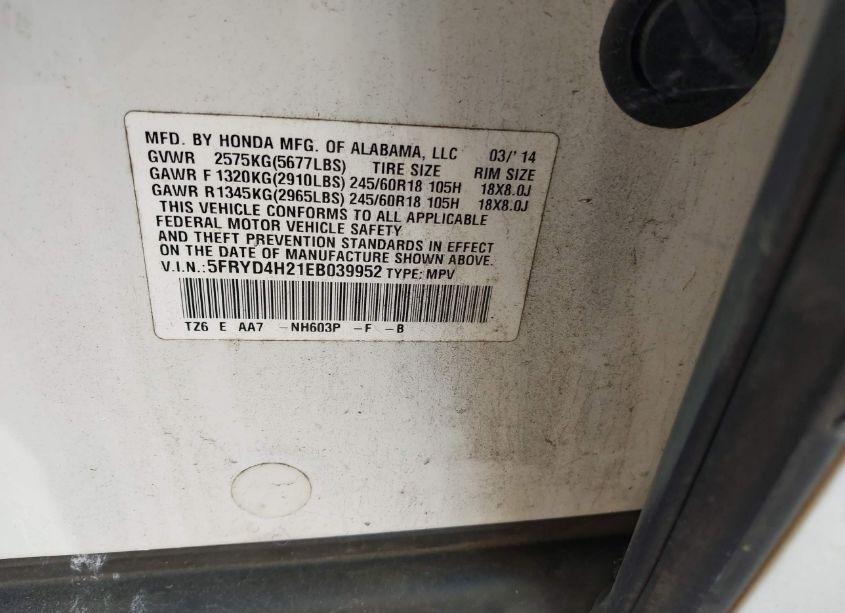 MFD. BY HONDA MFG. OF ALABAMA, LLC 03/'14
GVWR 2575KG(5677LBS) TIRE SIZE RIM SIZE
GAWR F 1320KG(2910LBS) 245/60R18 105H 18X8.0J
GAWR R1345KG(2965LBS) 245/60R18 105H 18X8.0J
THIS VEHICLE CONFORMS TO ALL APPLICABLE
FEDERAL MOTOR VEHICLE SAFETY
AND THEFT PREVENTION STANDARDS IN EFFECT
ON THE DATE OF MANUFACTURE SHOWN ABOVE.
V.I.N.:5FRYD4H21EB039952 TYPE: MPV
TZ6 E AA7 -NH603P -F -B